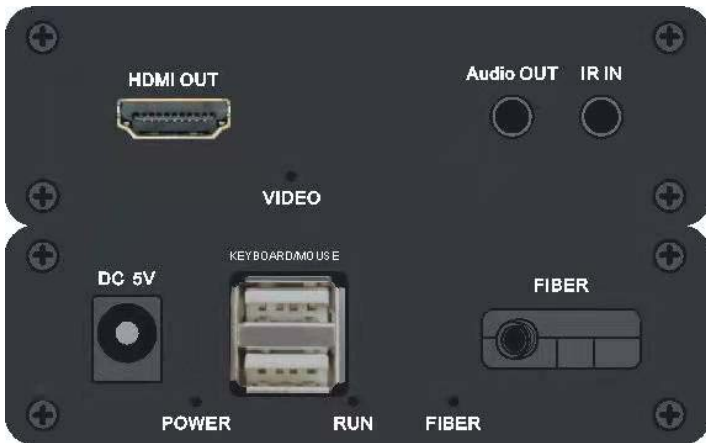 HDMI OUT
Audio OUT IR IN
VIDEO
KEYBOARD/MOUSE
DC 5V
FIBER
POWER RUN FIBER